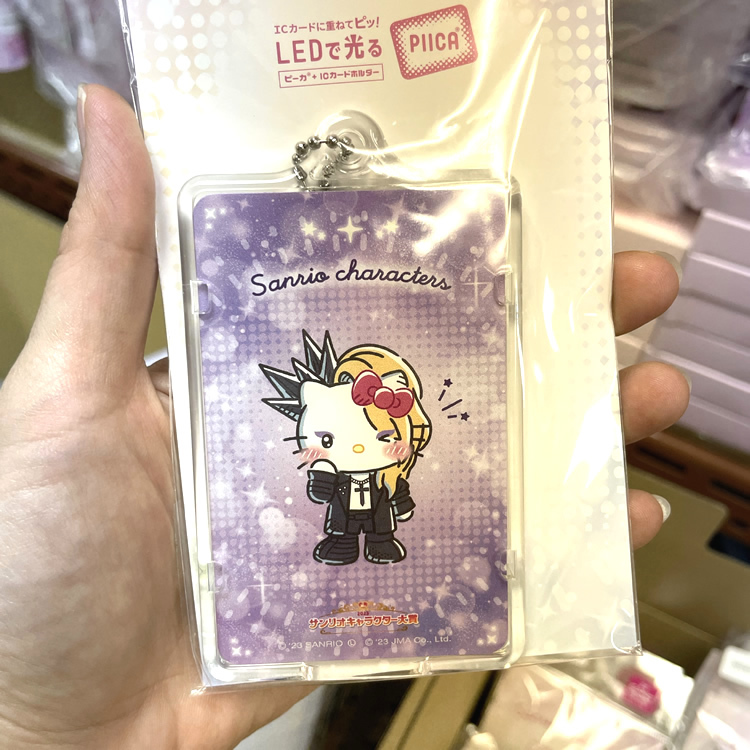 ICカードに重ねてピッ!
LEDで光る
ピーカ®+ ICカードホルダー
PIICA®
Sanrio characters
サンリオキャラクター大賞
© '23 SANRIO Ⓛ © '23 JMA Co., Ltd.